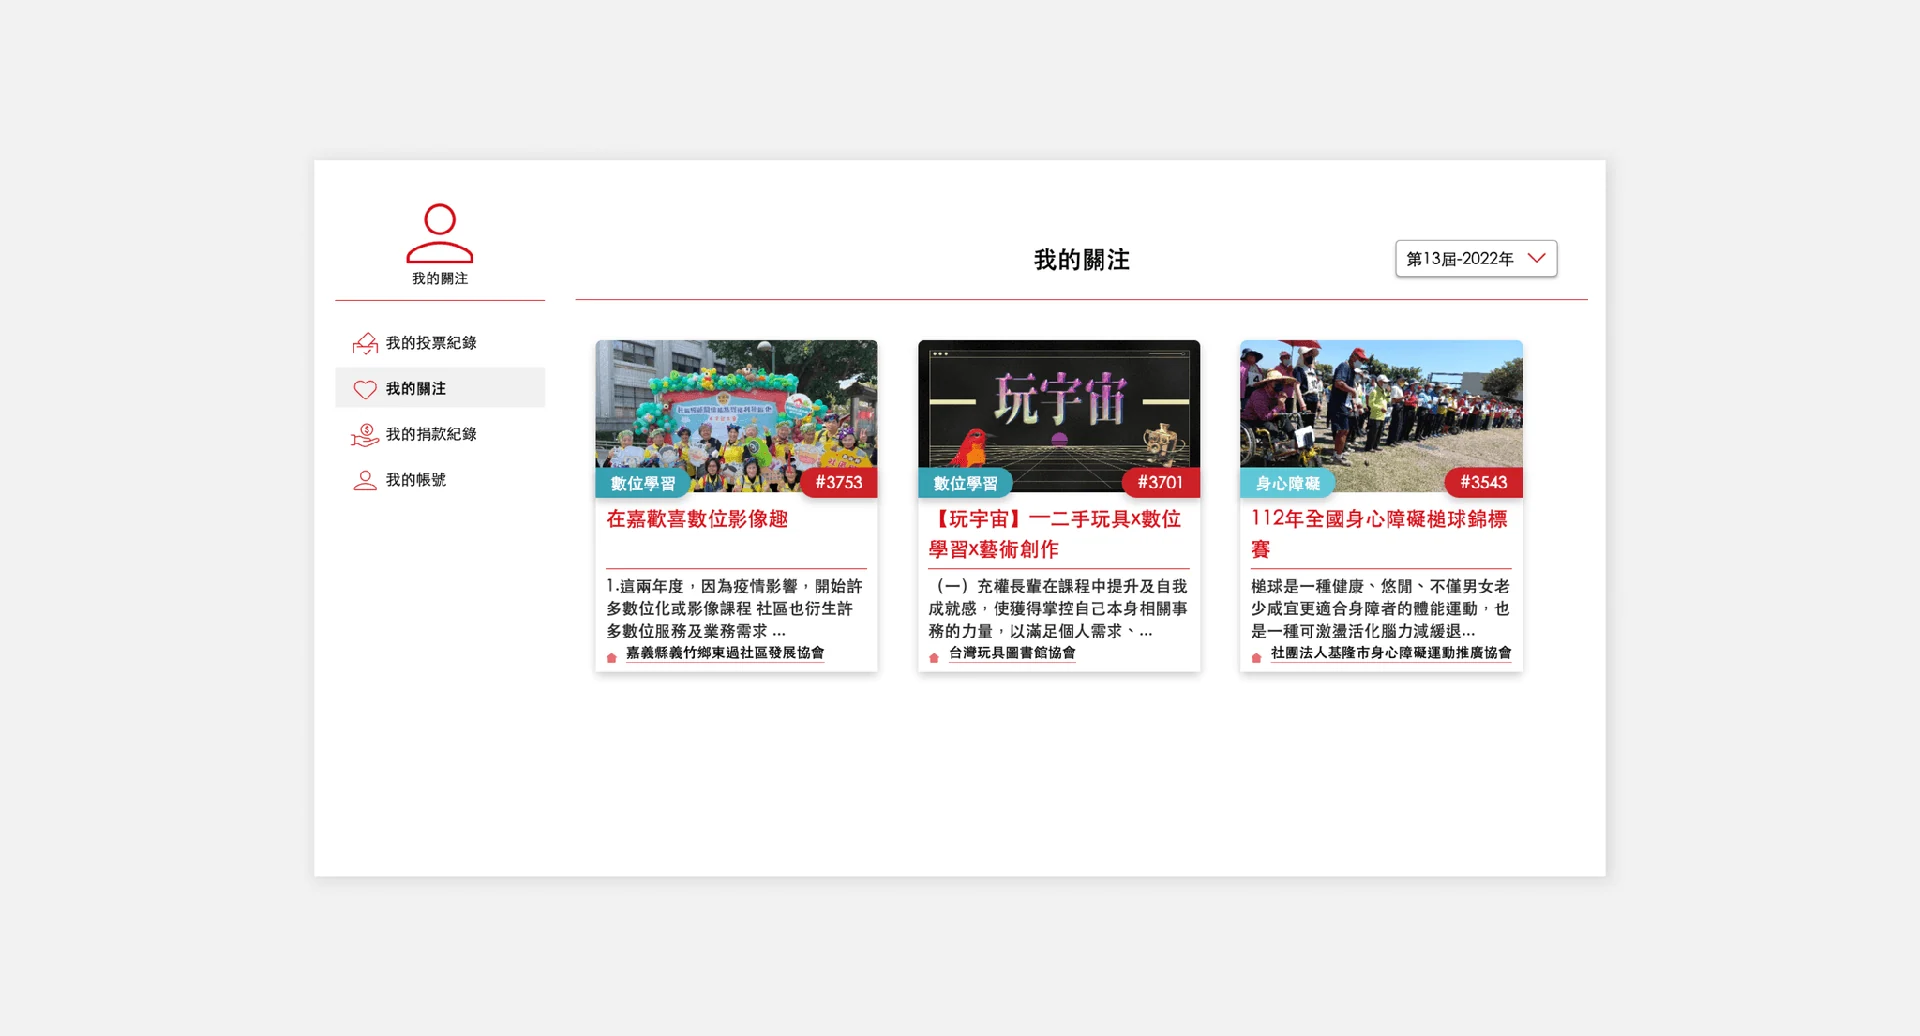 我的關注
我的投票紀錄
我的關注
我的捐款紀錄
我的帳號
我的關注
第13屆-2022年
數位學習
#3753
在嘉歡喜數位影像趣
1.這兩年度，因為疫情影響，開始許
多數位化或影像課程 社區也衍生許
多數位服務及業務需求 ...
嘉義縣義竹鄉東過社區發展協會
玩宇宙
數位學習
#3701
【玩宇宙】—二手玩具x數位
學習x藝術創作
（一）充權長輩在課程中提升及自我
成就感，使獲得掌控自己本身相關事
務的力量，以滿足個人需求、...
台灣玩具圖書館協會
身心障礙
#3543
112年全國身心障礙槌球錦標
賽
槌球是一種健康、悠閒、不僅男女老
少咸宜更適合身障者的體能運動，也
是一種可激盪活化腦力減緩退...
社團法人基隆市身心障礙運動推廣協會